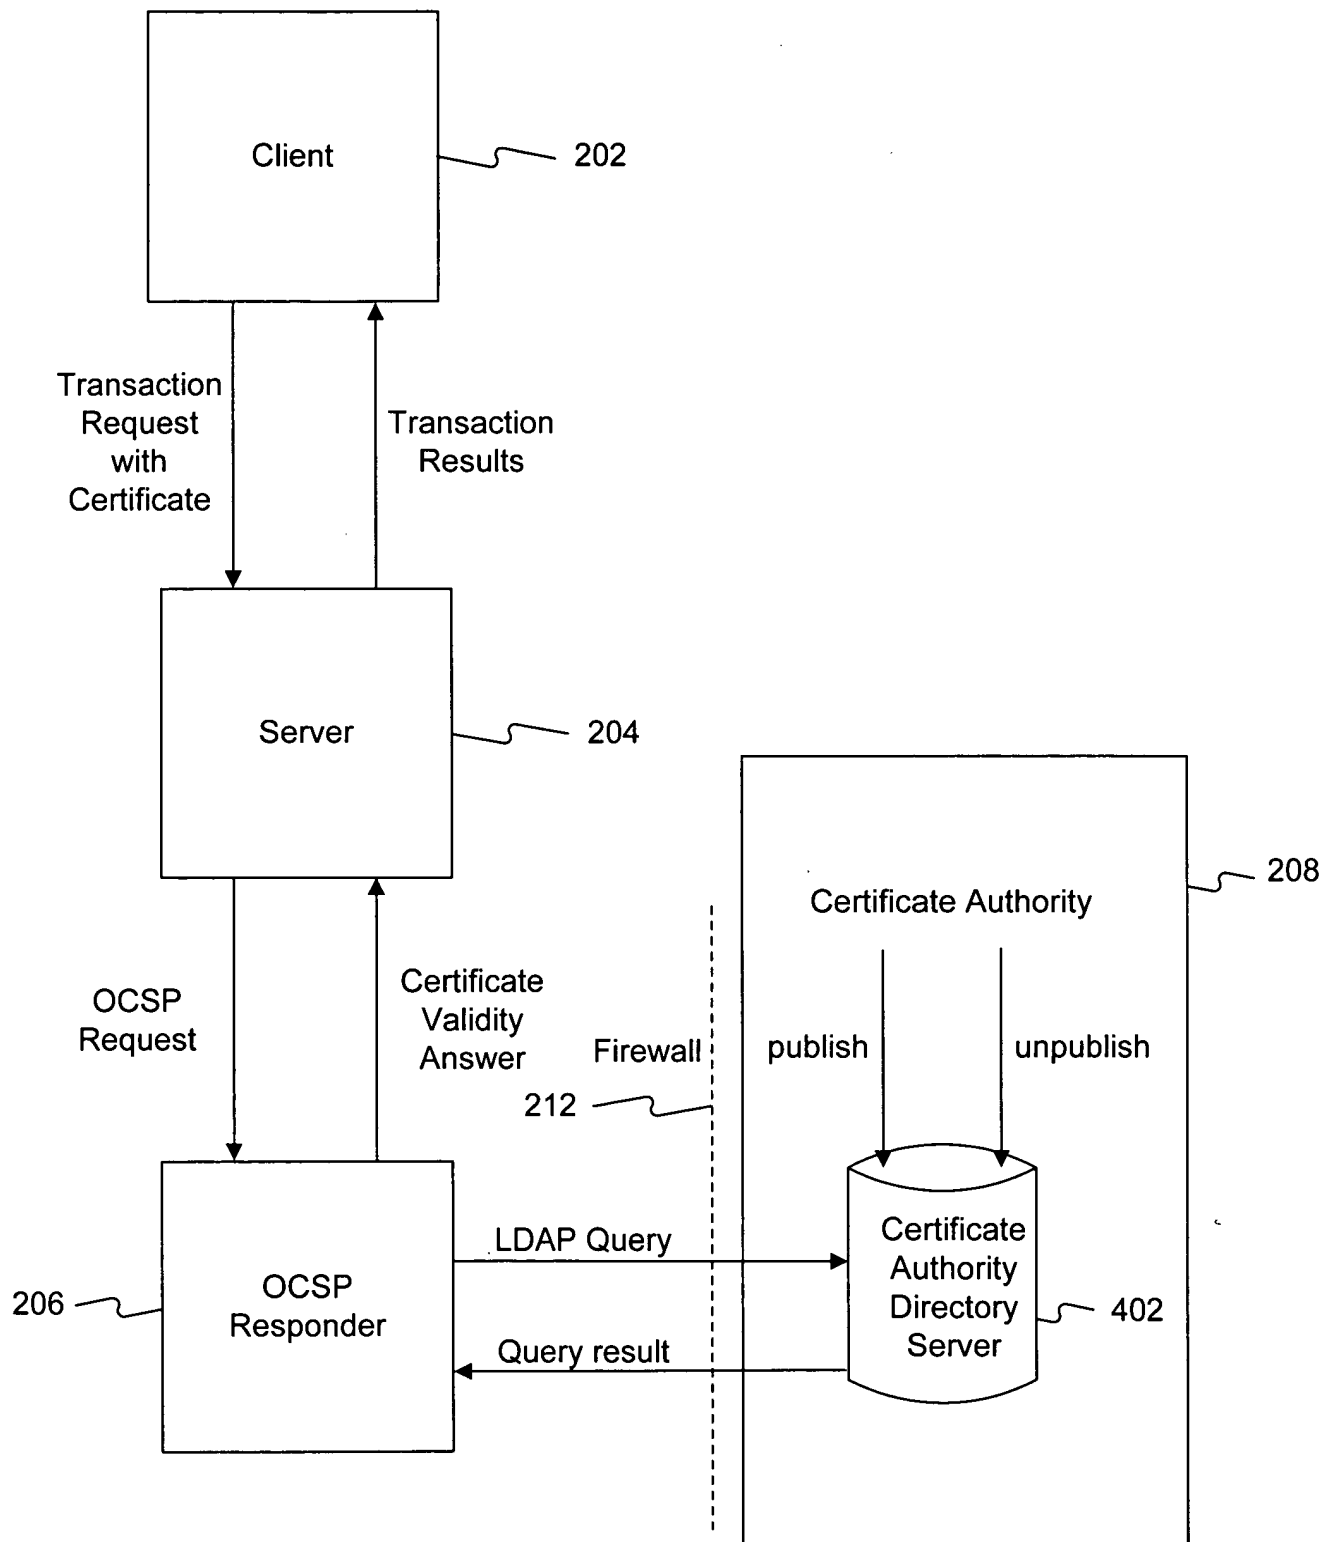 Client
202
Transaction
Request
with
Certificate
Transaction
Results
Server
204
208
Certificate Authority
OCSP
Request
Certificate
Validity
Answer
Firewall
publish
unpublish
212
LDAP Query
Certificate
Authority
Directory
Server
402
206
OCSP
Responder
Query result